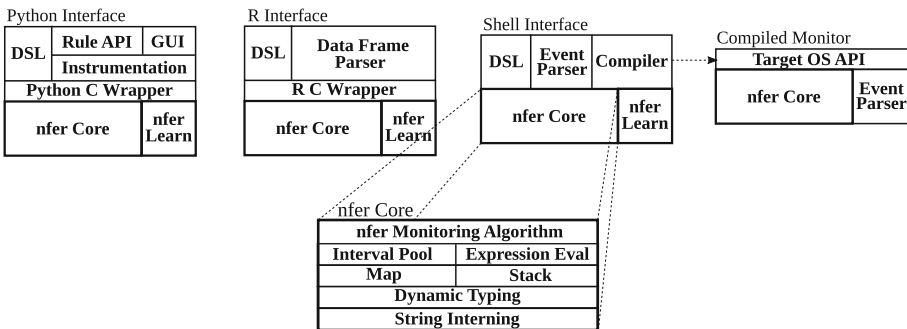 Python Interface
DSL
Rule API
GUI
Instrumentation
Python C Wrapper
nfer Core
nfer
Learn
R Interface
DSL
Data Frame
Parser
R C Wrapper
nfer Core
nfer
Learn
Shell Interface
DSL
Event
Parser
Compiler
nfer Core
nfer
Learn
Compiled Monitor
Target OS API
nfer Core
Event
Parser
nfer Core
nfer Monitoring Algorithm
Interval Pool
Expression Eval
Map
Stack
Dynamic Typing
String Interning